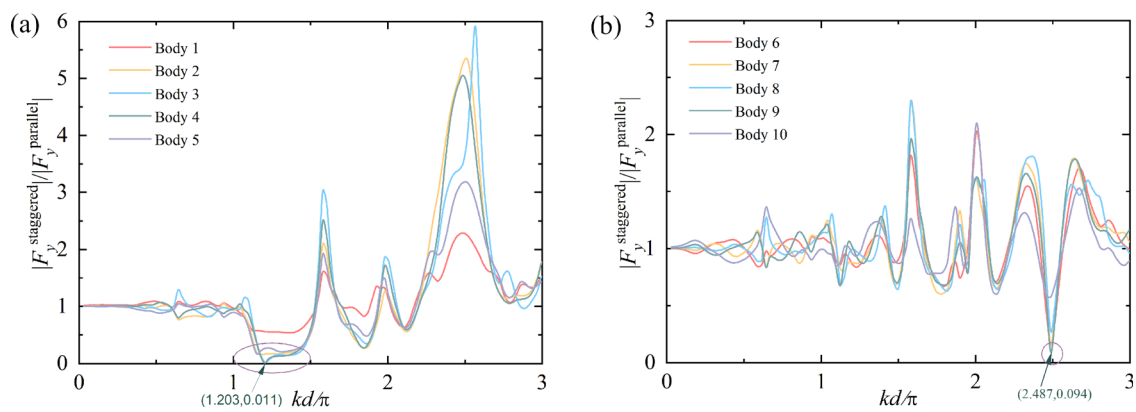 (a)
6
5
4
3
2
1
0
|F_y^staggered|/|F_y^parallel|
Body 1
Body 2
Body 3
Body 4
Body 5
0
1
2
3
(1.203,0.011)
kd/π
(b)
3
2
1
0
|F_y^staggered|/|F_y^parallel|
Body 6
Body 7
Body 8
Body 9
Body 10
0
1
2
3
kd/π
(2.487,0.094)